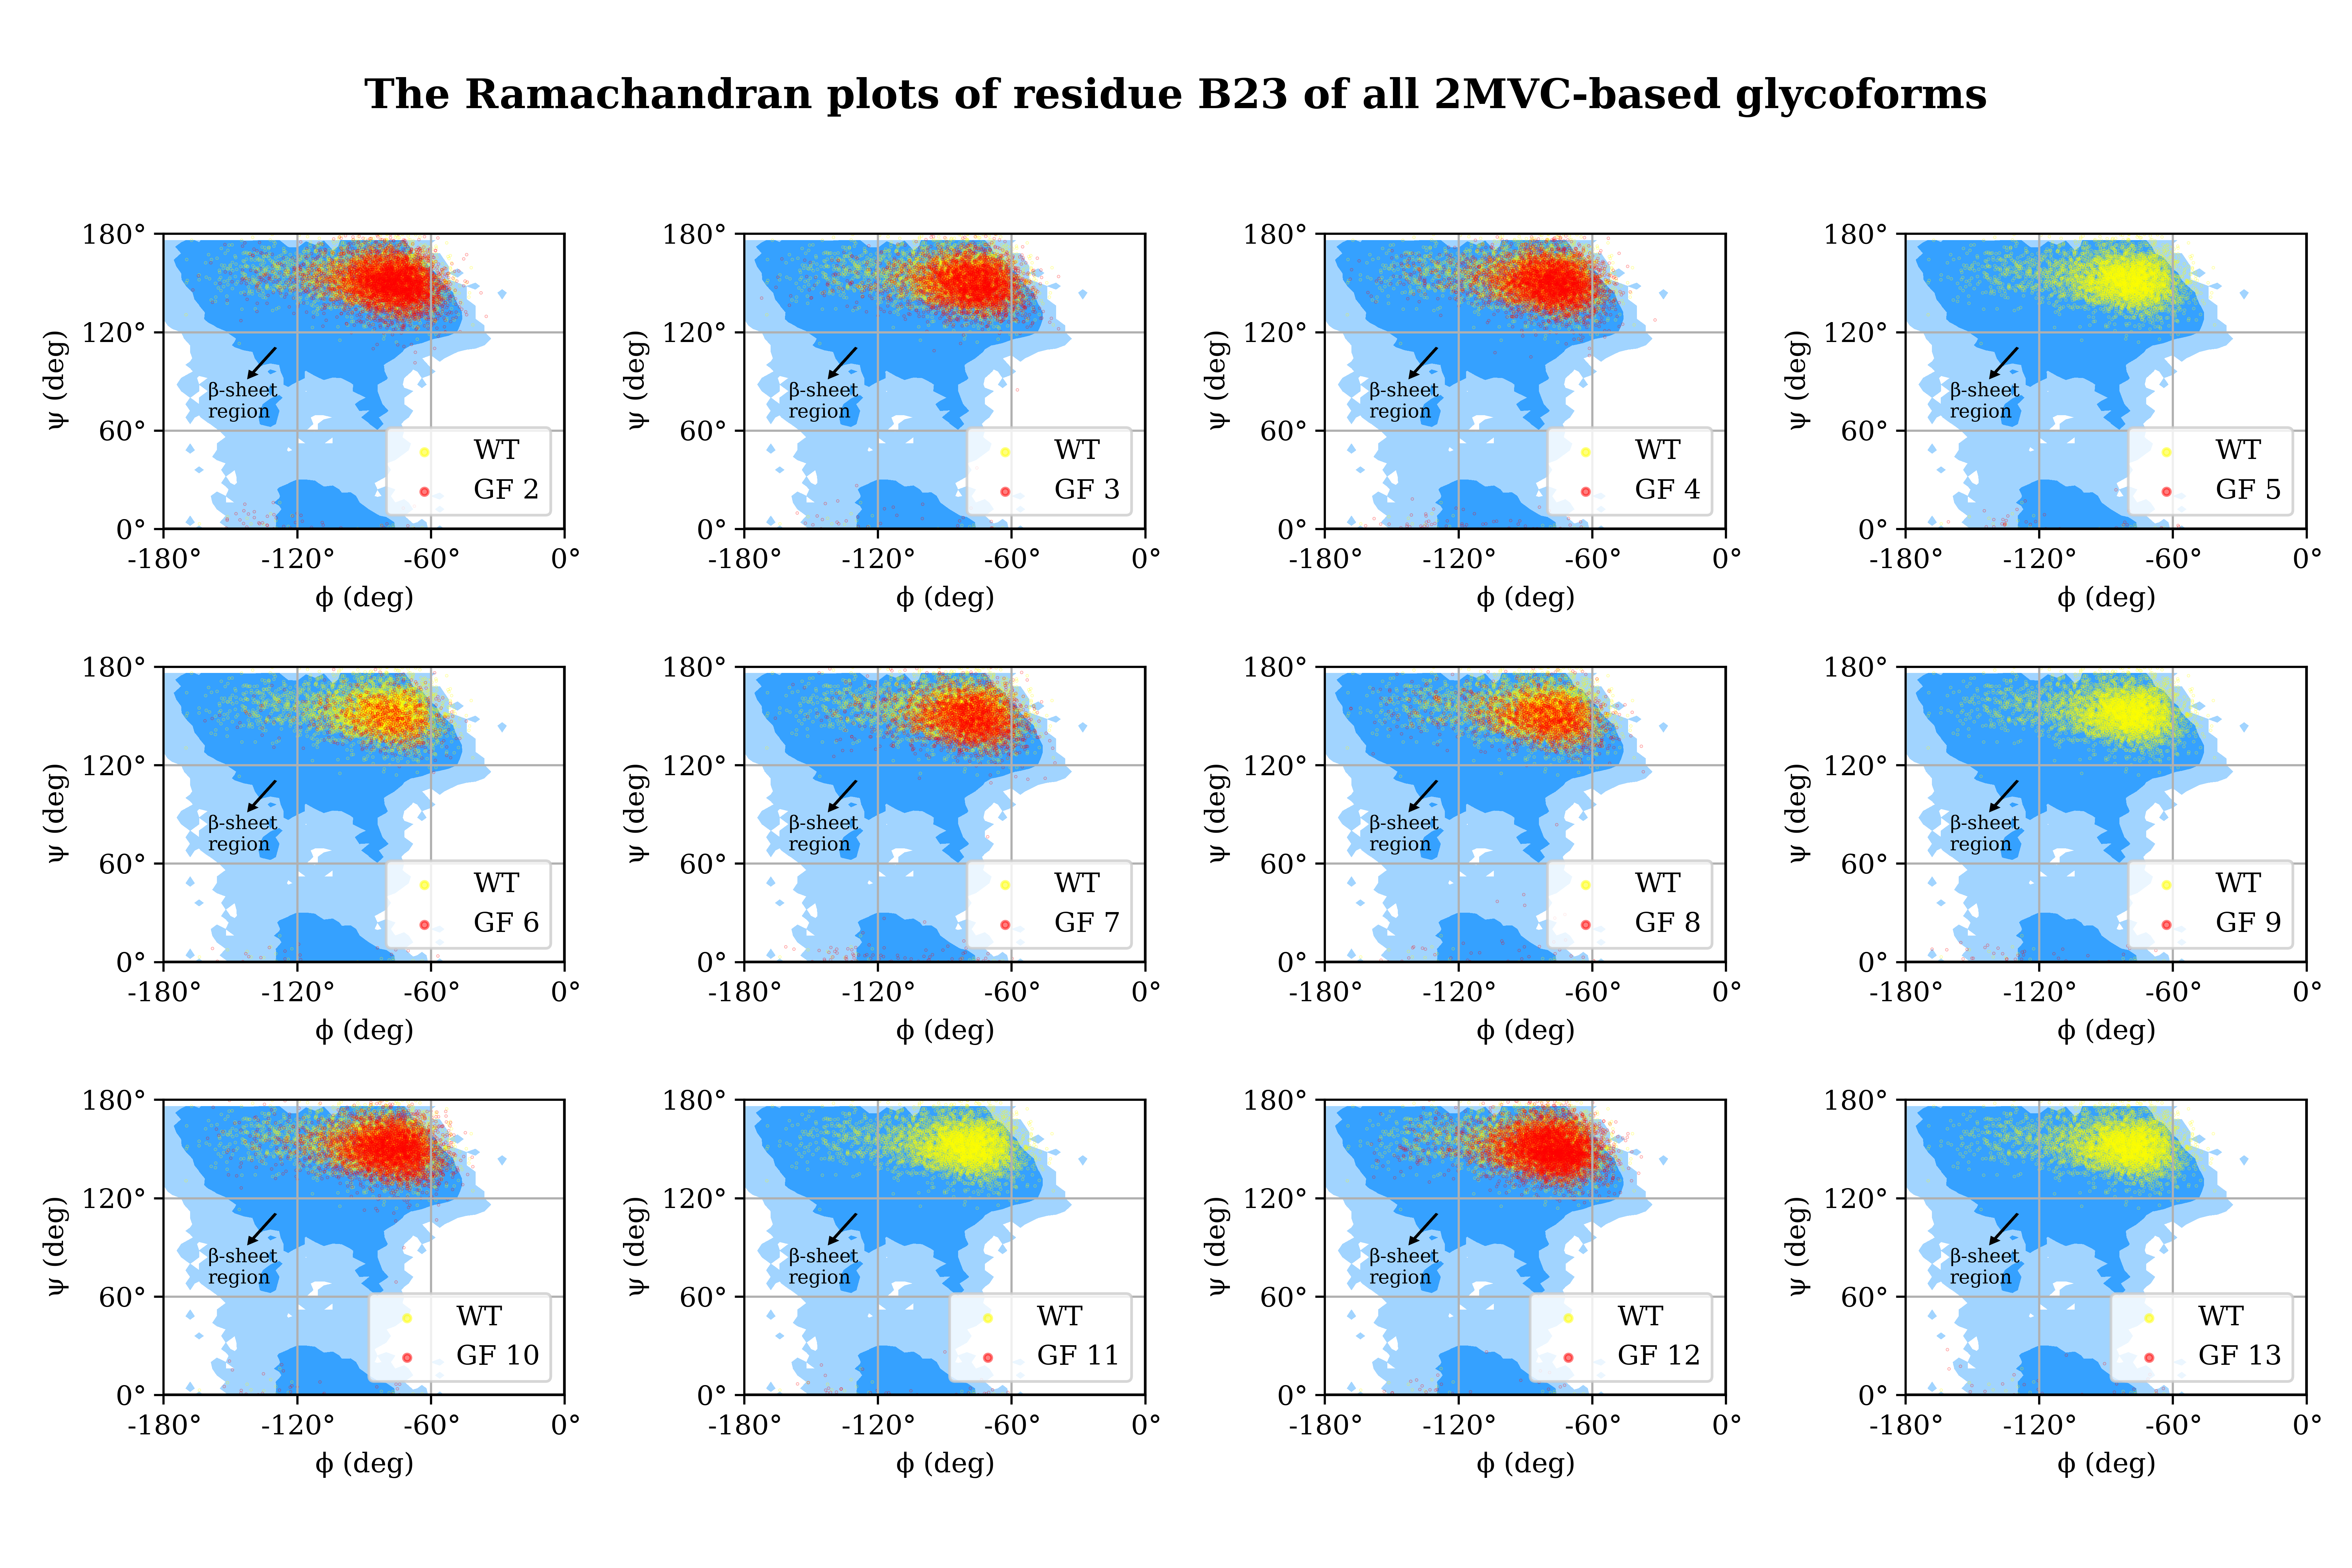 The Ramachandran plots of residue B23 of all 2MVC-based glycoforms
180°
120°
60°
0°
ψ (deg)
β-sheet
region
WT
GF 2
-180° -120° -60° 0°
ϕ (deg)
180°
120°
60°
0°
ψ (deg)
β-sheet
region
WT
GF 3
-180° -120° -60° 0°
ϕ (deg)
180°
120°
60°
0°
ψ (deg)
β-sheet
region
WT
GF 4
-180° -120° -60° 0°
ϕ (deg)
180°
120°
60°
0°
ψ (deg)
β-sheet
region
WT
GF 5
-180° -120° -60° 0°
ϕ (deg)
180°
120°
60°
0°
ψ (deg)
β-sheet
region
WT
GF 6
-180° -120° -60° 0°
ϕ (deg)
180°
120°
60°
0°
ψ (deg)
β-sheet
region
WT
GF 7
-180° -120° -60° 0°
ϕ (deg)
180°
120°
60°
0°
ψ (deg)
β-sheet
region
WT
GF 8
-180° -120° -60° 0°
ϕ (deg)
180°
120°
60°
0°
ψ (deg)
β-sheet
region
WT
GF 9
-180° -120° -60° 0°
ϕ (deg)
180°
120°
60°
0°
ψ (deg)
β-sheet
region
WT
GF 10
-180° -120° -60° 0°
ϕ (deg)
180°
120°
60°
0°
ψ (deg)
β-sheet
region
WT
GF 11
-180° -120° -60° 0°
ϕ (deg)
180°
120°
60°
0°
ψ (deg)
β-sheet
region
WT
GF 12
-180° -120° -60° 0°
ϕ (deg)
180°
120°
60°
0°
ψ (deg)
β-sheet
region
WT
GF 13
-180° -120° -60° 0°
ϕ (deg)